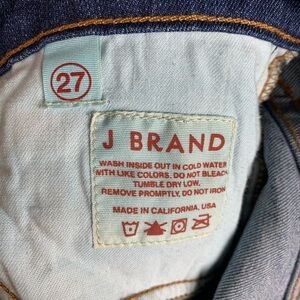 27
J BRAND
WASH INSIDE OUT IN COLD WATER
WITH LIKE COLORS. DO NOT BLEACH
TUMBLE DRY LOW.
REMOVE PROMPTLY, DO NOT IRON
MADE IN CALIFORNIA, USA